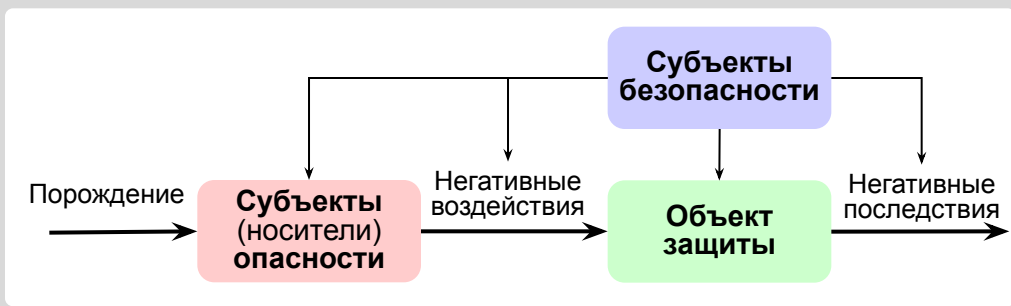 Субъекты
безопасности
Порождение
Субъекты
(носители)
опасности
Негативные
воздействия
Объект
защиты
Негативные
последствия